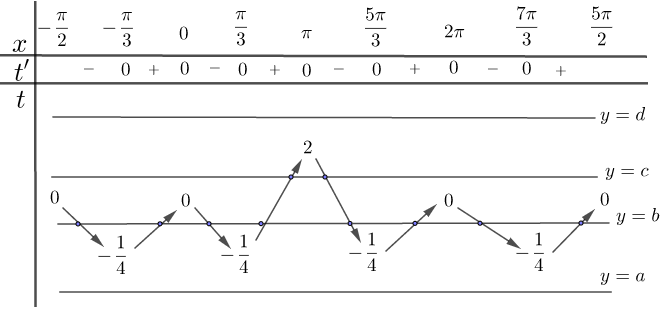 x −π/2 −π/3 0 π/3 π 5π/3 2π 7π/3 5π/2
t′ − 0 + 0 − 0 + 0 − 0 + 0 − 0 +
t
y = d
2
y = c
0 0 0 0
y = b
−1/4 −1/4 −1/4 −1/4
y = a